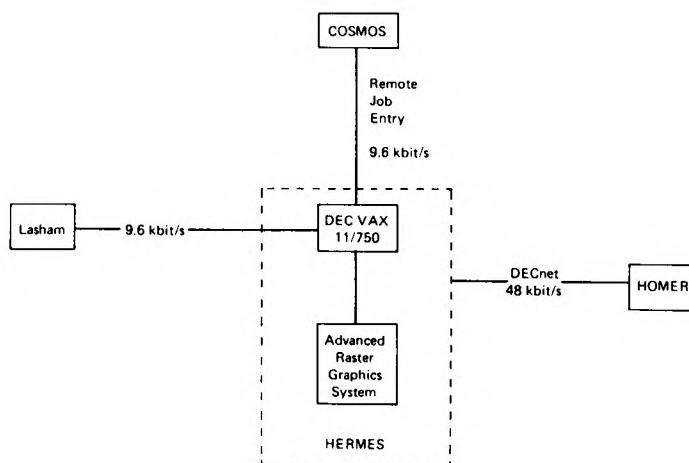 COSMOS
Remote
Job
Entry
9.6 kbit/s
Lasham
9.6 kbit/s
DEC VAX
11/750
DECnet
48 kbit/s
HOMER
Advanced
Raster
Graphics
System
HERMES